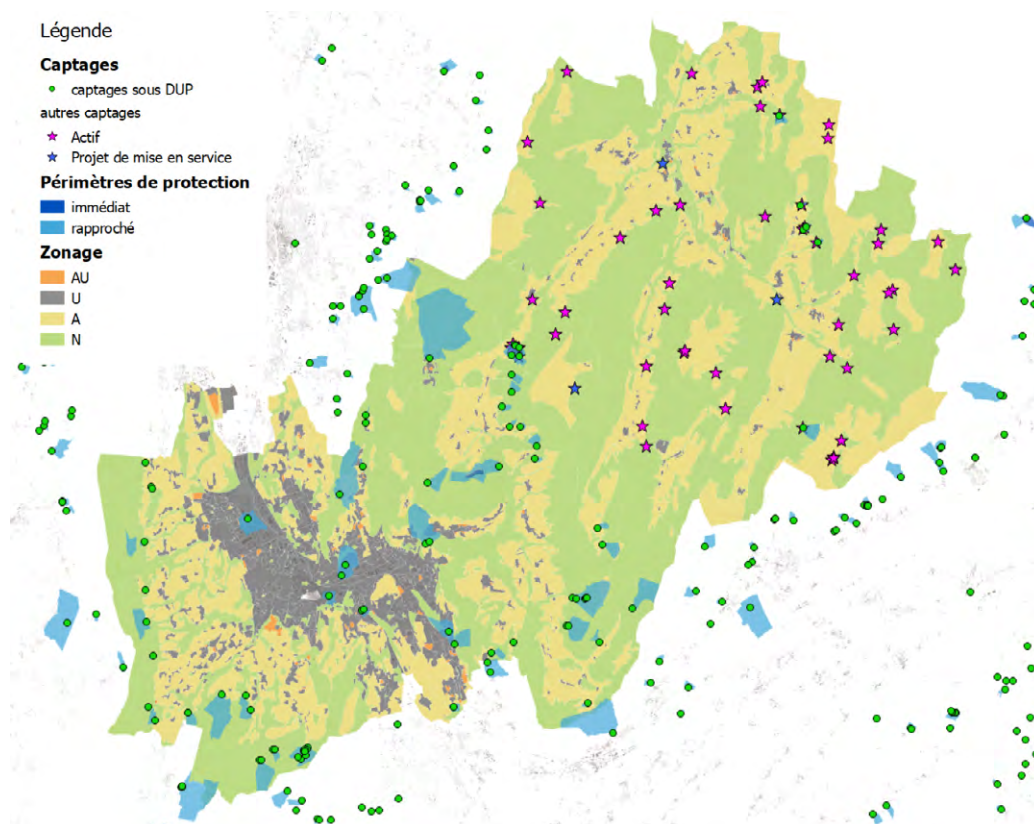 Légende
Captages
captages sous DUP
autres captages
Actif
Projet de mise en service
Périmètres de protection
immédiat
rapproché
Zonage
AU
U
A
N